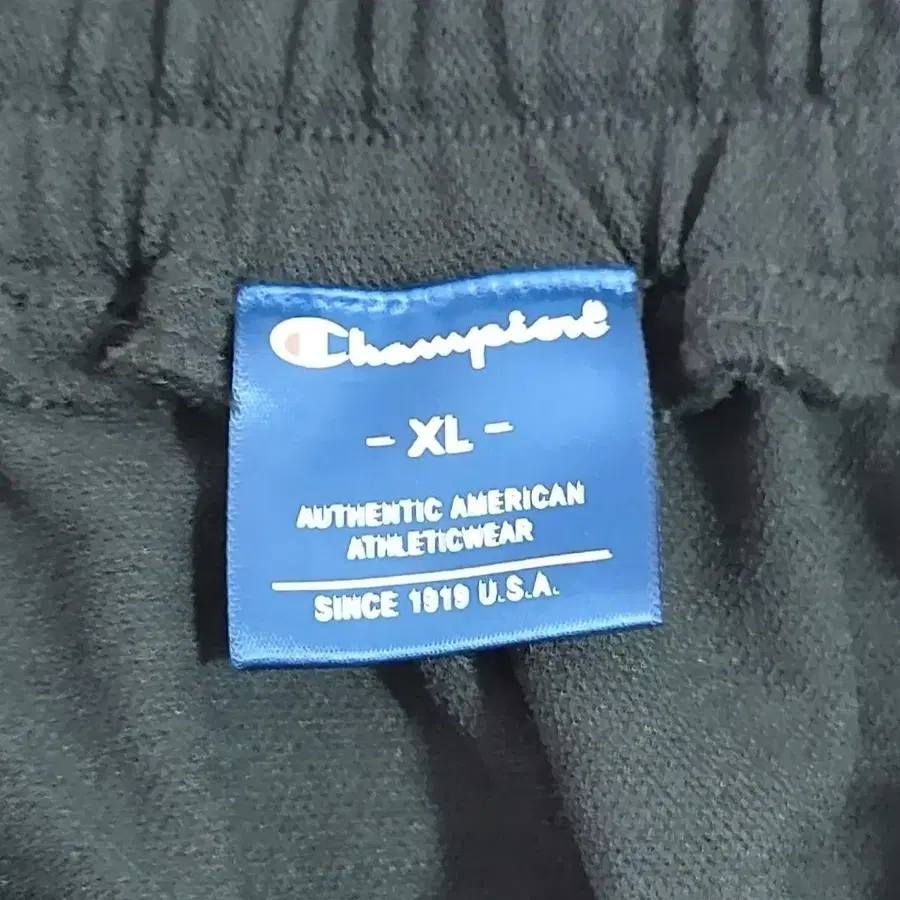 Champion
- XL -
AUTHENTIC AMERICAN
ATHLETICWEAR
SINCE 1919 U.S.A.